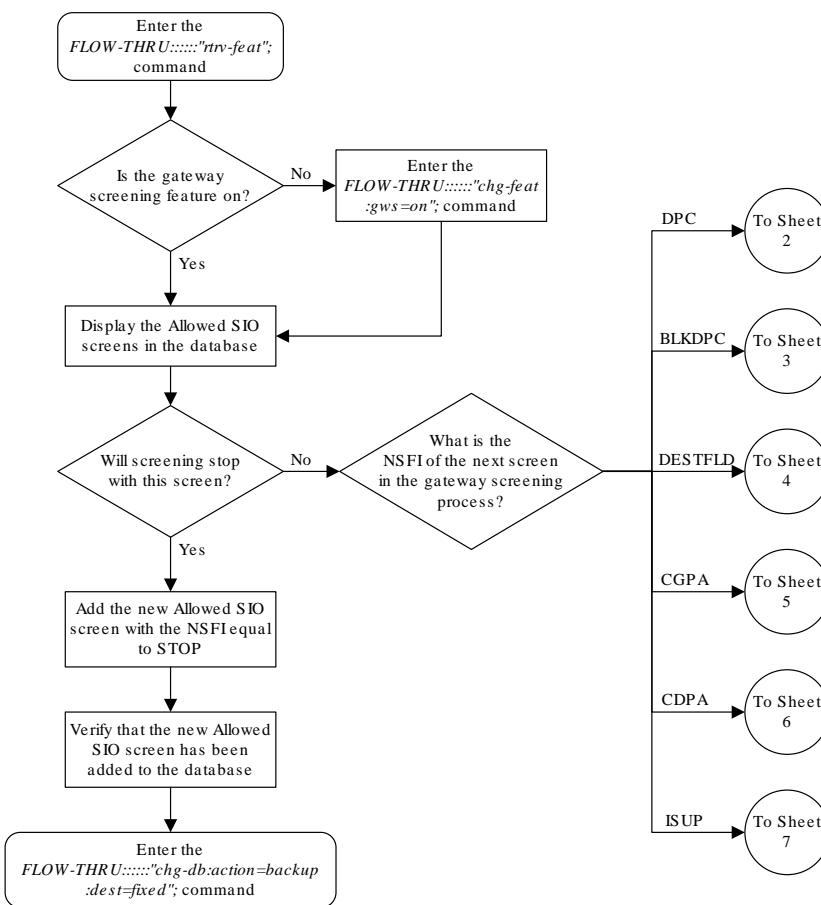 Enter the
FLOW-THRU::::::"rtrv-feat";
command
Is the gateway
screening feature on?
No
Enter the
FLOW-THRU::::::"chg-feat
:gws=on"; command
Yes
Display the Allowed SIO
screens in the database
Will screening stop
with this screen?
No
What is the
NSFI of the next screen
in the gateway screening
process?
Yes
Add the new Allowed SIO
screen with the NSFI equal
to STOP
Verify that the new Allowed
SIO screen has been
added to the database
Enter the
FLOW-THRU::::::"chg-db:action=backup
:dest=fixed"; command
DPC
To Sheet
2
BLKDPC
To Sheet
3
DESTFLD
To Sheet
4
CGPA
To Sheet
5
CDPA
To Sheet
6
ISUP
To Sheet
7